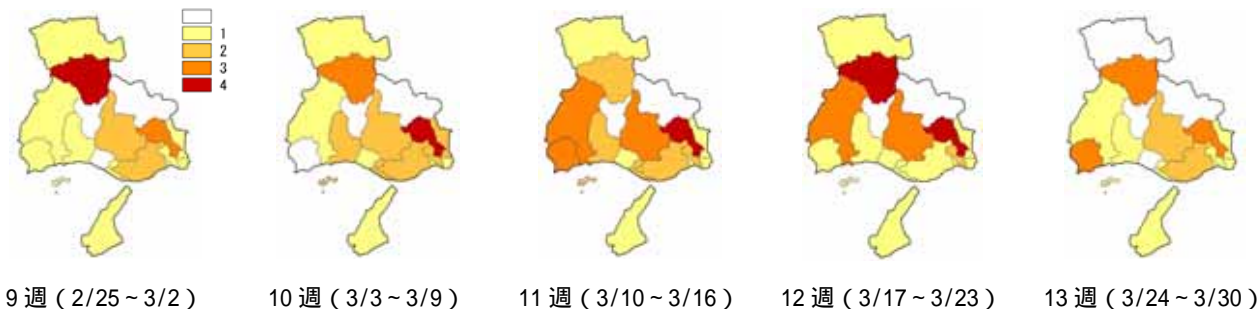 1
2
3
4
9 週 ( 2/25 ~ 3/2 )
10 週 ( 3/3 ~ 3/9 )
11 週 ( 3/10 ~ 3/16 )
12 週 ( 3/17 ~ 3/23 )
13 週 ( 3/24 ~ 3/30 )